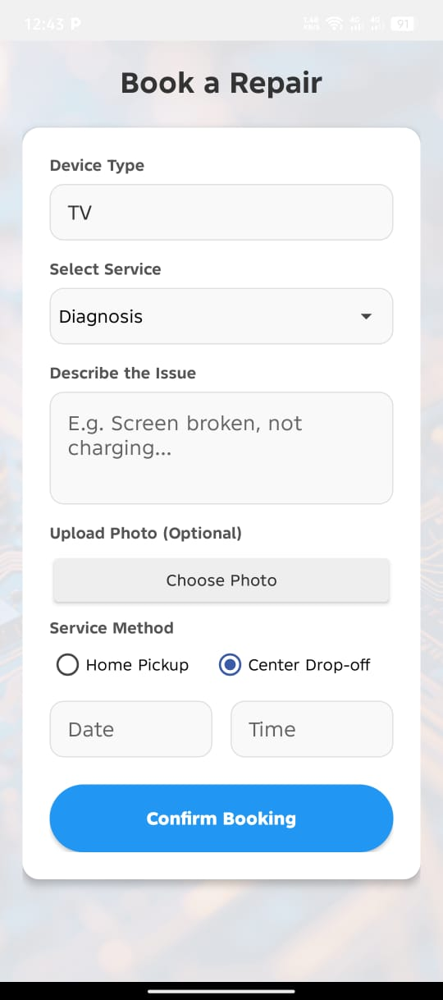 12:43 P
1.48
KB/S
4G
4G
91
Book a Repair
Device Type
TV
Select Service
Diagnosis
Describe the Issue
E.g. Screen broken, not
charging...
Upload Photo (Optional)
Choose Photo
Service Method
Home Pickup
Center Drop-off
Date
Time
Confirm Booking